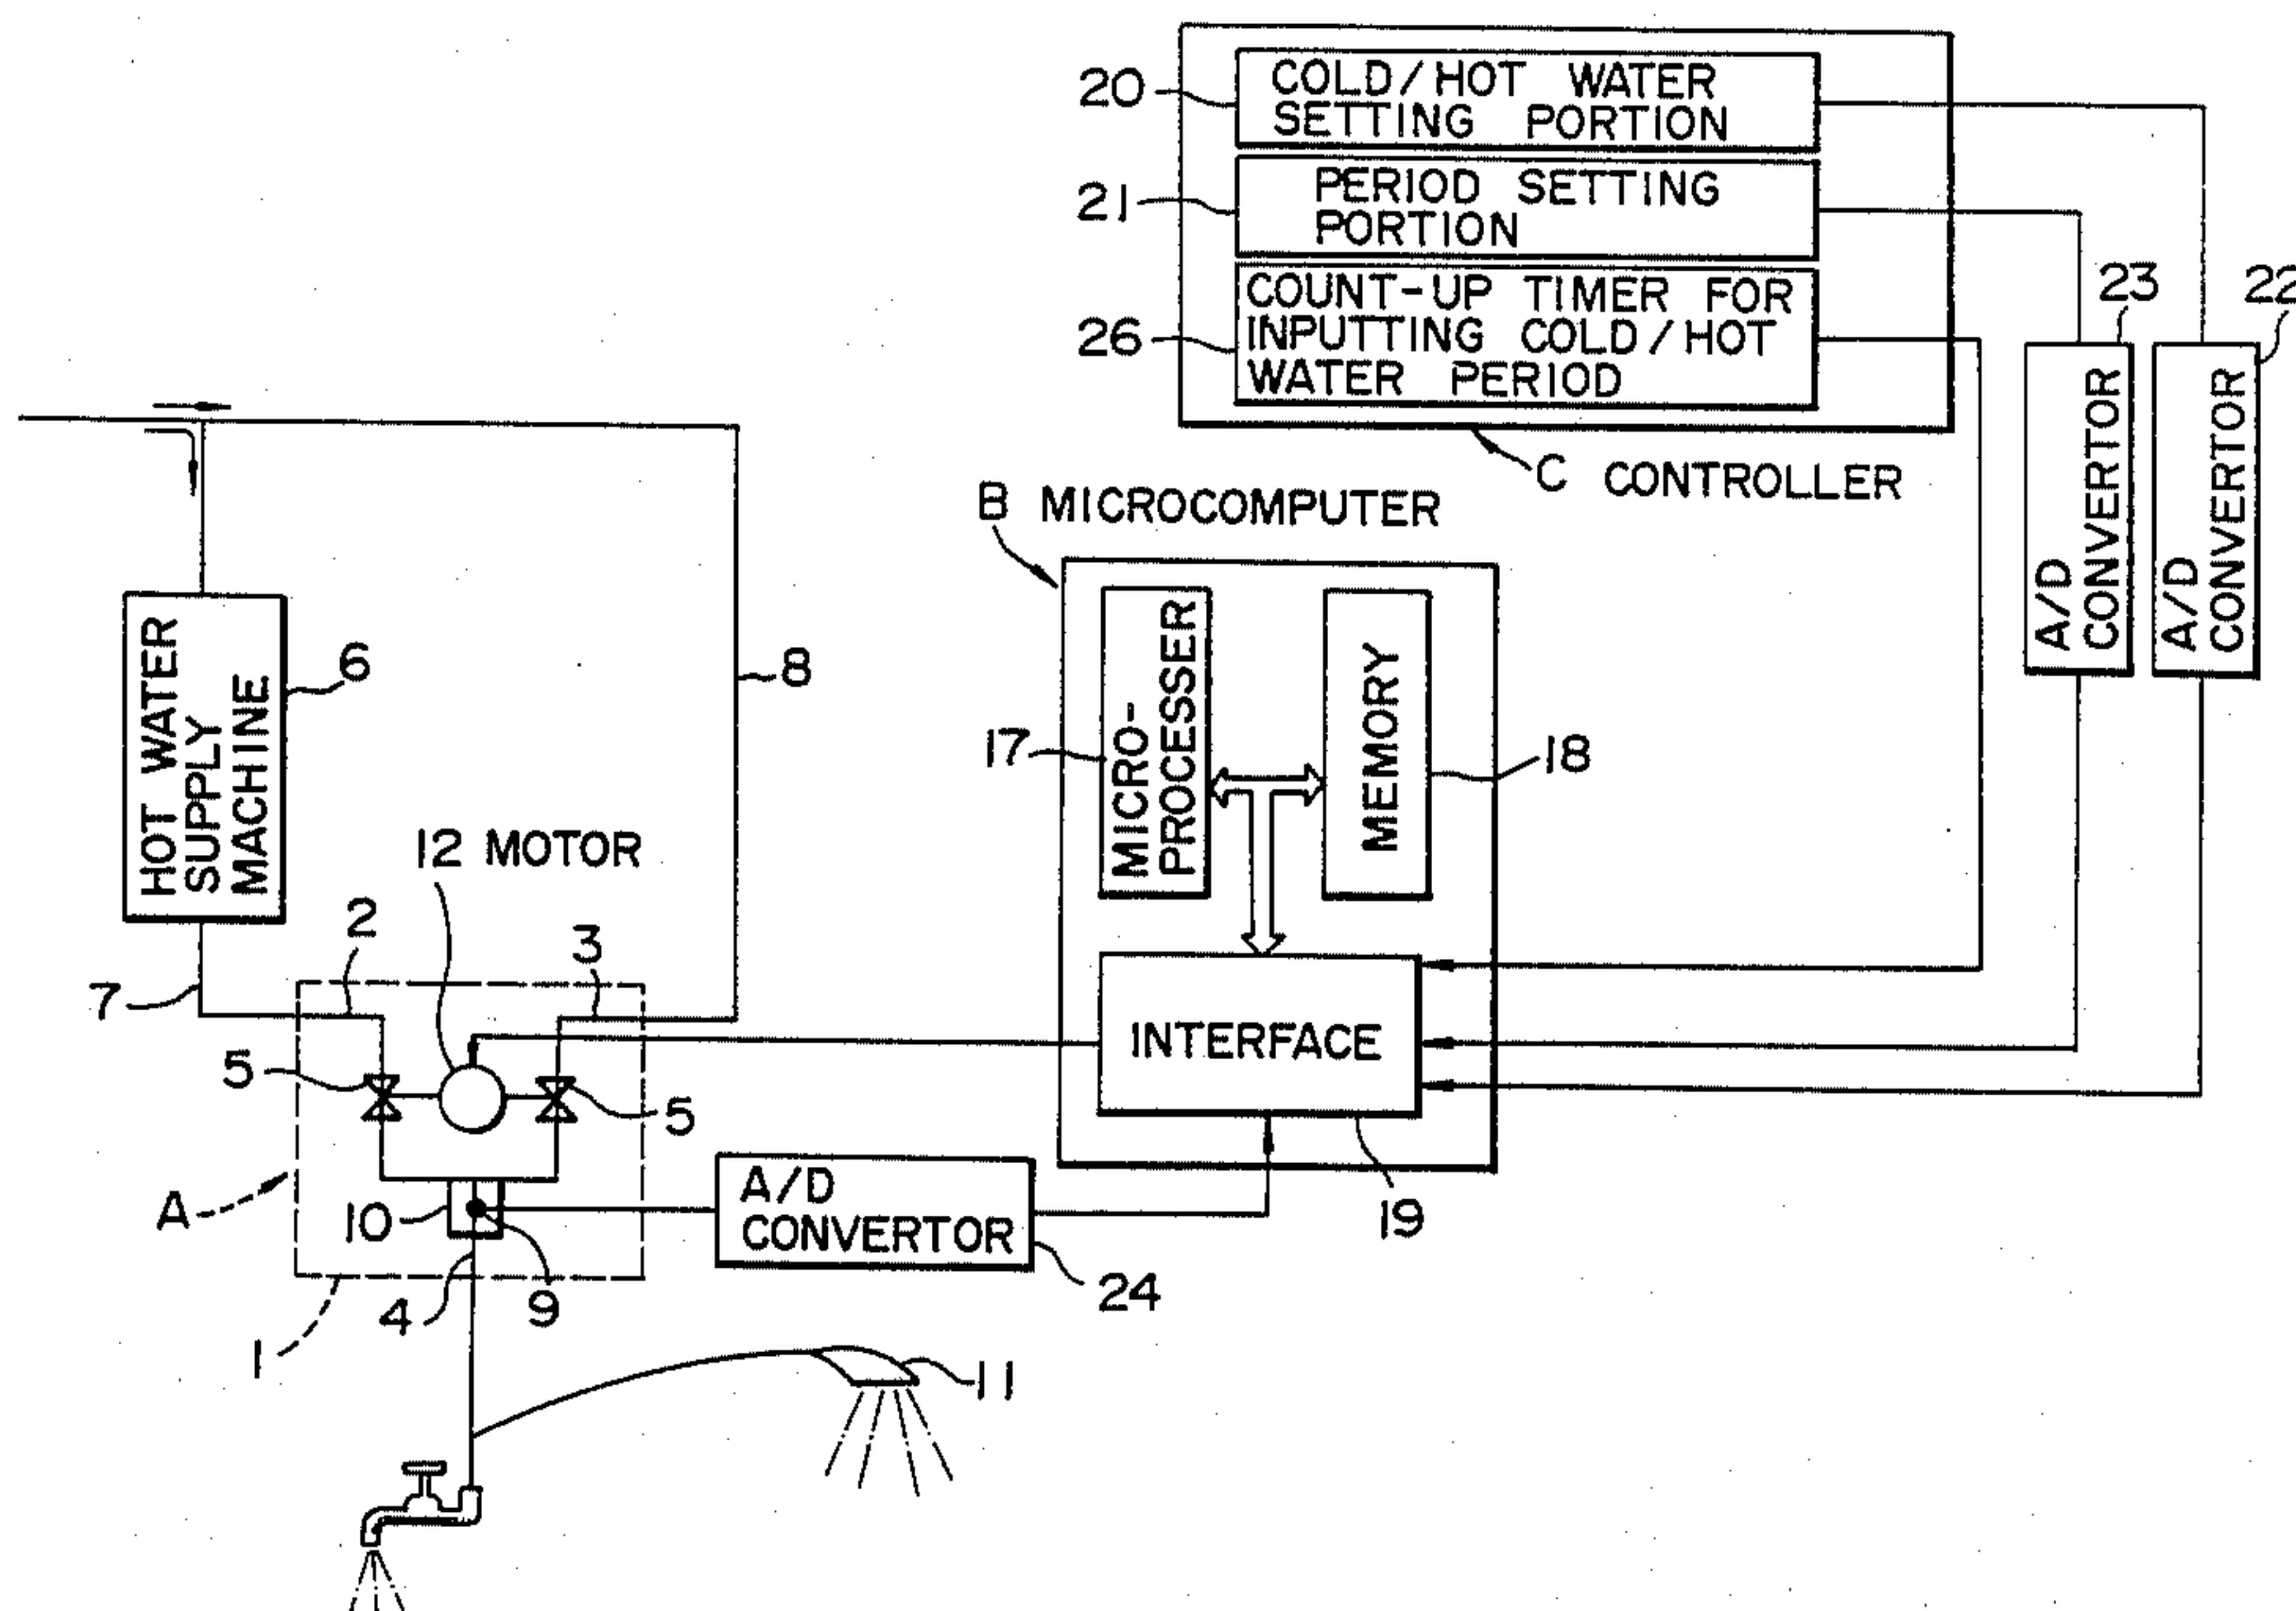 20
COLD/HOT WATER
SETTING PORTION
21
PERIOD SETTING
PORTION
26
COUNT-UP TIMER FOR
INPUTTING COLD/HOT
WATER PERIOD
C CONTROLLER
23
22
A/D
CONVERTOR
A/D
CONVERTOR
B MICROCOMPUTER
17
MICRO-
PROCESSER
MEMORY
18
INTERFACE
19
HOT WATER
SUPPLY
MACHINE
6
8
12 MOTOR
2
3
7
5
5
A
10
4
9
1
A/D
CONVERTOR
24
11